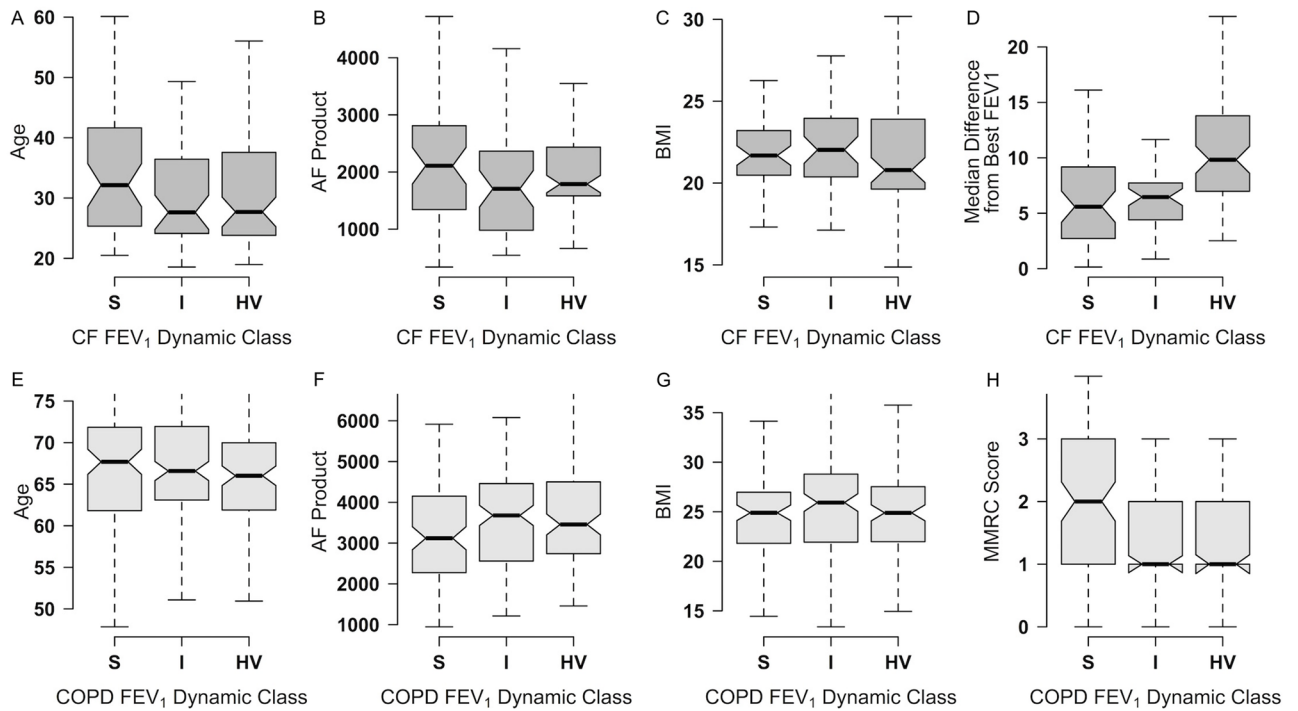 A
60
50
40
30
20
Age
S I HV
CF FEV1 Dynamic Class
B
4000
3000
2000
1000
AF Product
S I HV
CF FEV1 Dynamic Class
C
30
25
20
15
BMI
S I HV
CF FEV1 Dynamic Class
D
20
15
10
5
0
Median Difference
from Best FEV1
S I HV
CF FEV1 Dynamic Class
E
75
70
65
60
55
50
Age
S I HV
COPD FEV1 Dynamic Class
F
6000
5000
4000
3000
2000
1000
AF Product
S I HV
COPD FEV1 Dynamic Class
G
35
30
25
20
15
BMI
S I HV
COPD FEV1 Dynamic Class
H
3
2
1
0
MMRC Score
S I HV
COPD FEV1 Dynamic Class